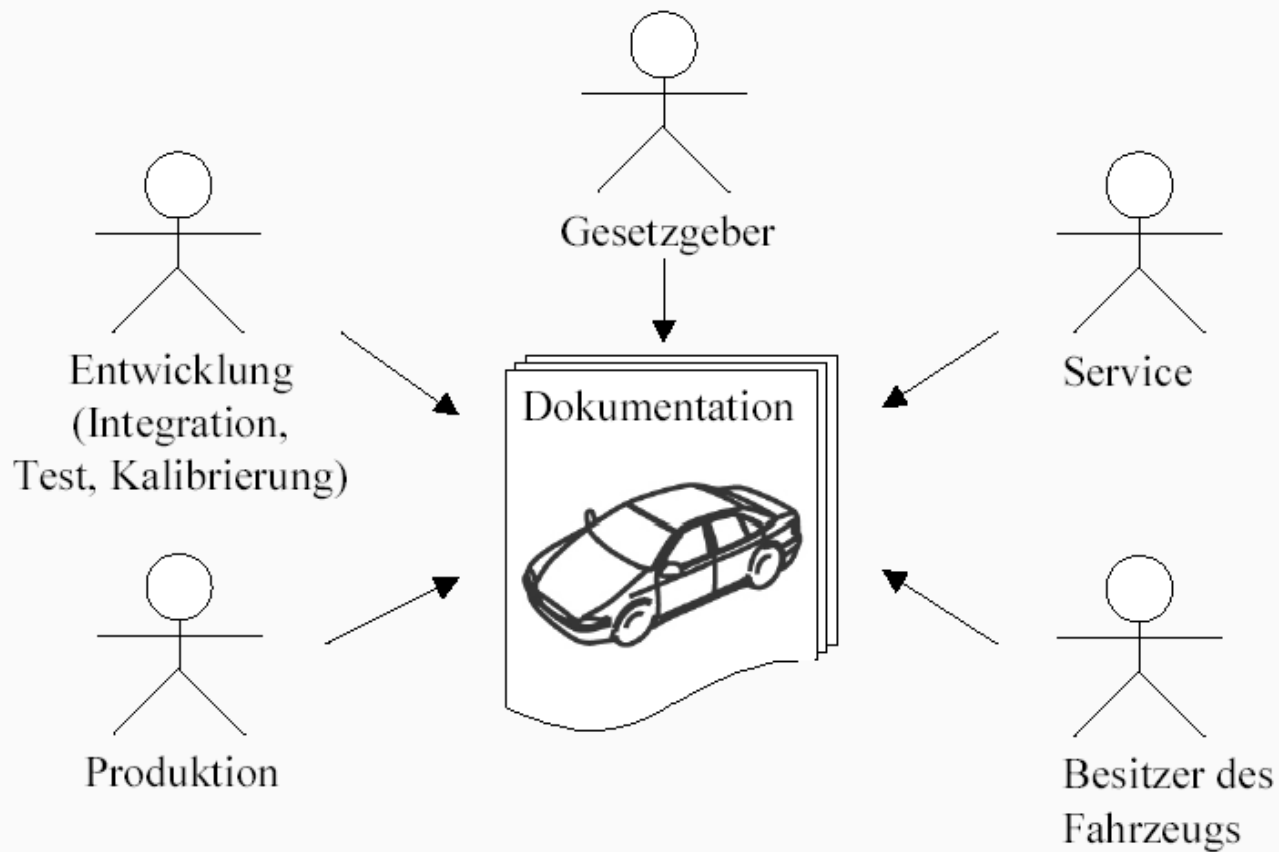 Gesetzgeber
Entwicklung
(Integration,
Test, Kalibrierung)
Service
Dokumentation
Produktion
Besitzer des
Fahrzeugs